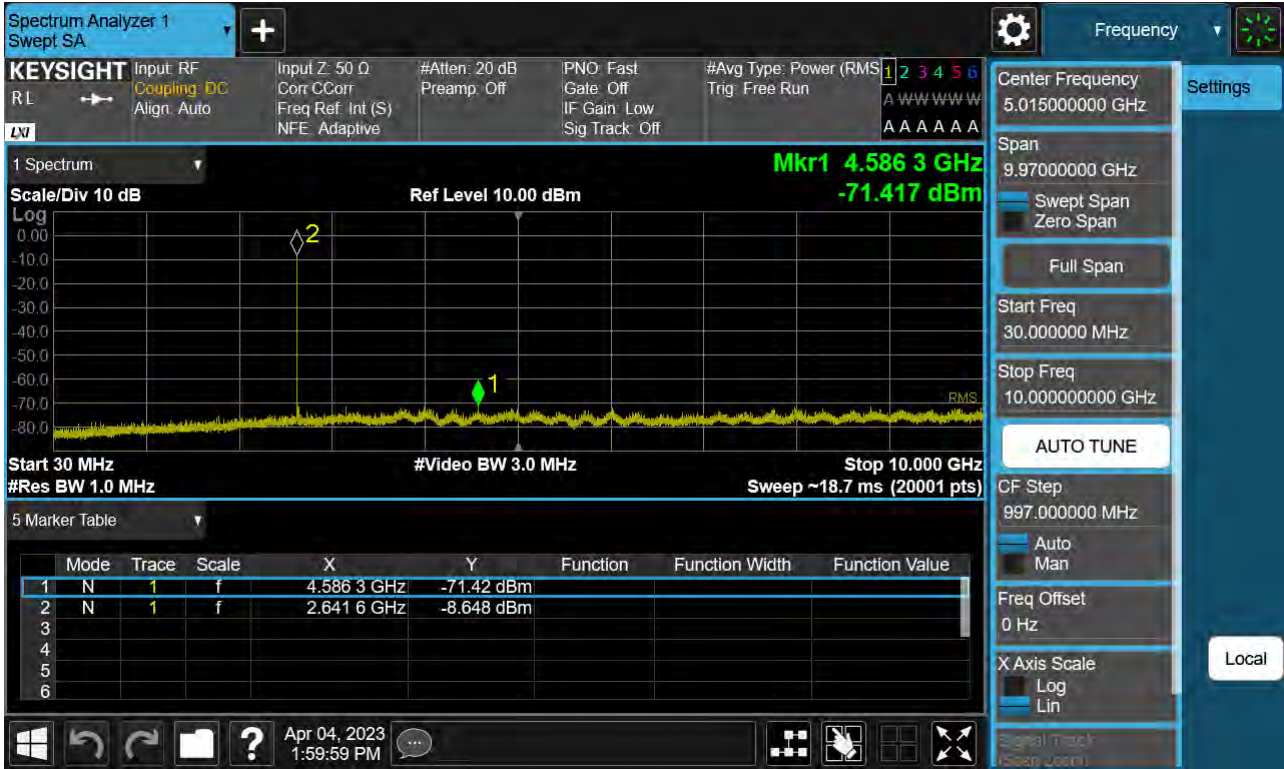 Spectrum Analyzer 1
Swept SA
+
Frequency
KEYSIGHT
Input: RF
Coupling: DC
Align: Auto
R L
LXI
Input Z: 50 Ω
Corr CCorr
Freq Ref: Int (S)
NFE: Adaptive
#Atten: 20 dB
Preamp: Off
PNO: Fast
Gate: Off
IF Gain: Low
Sig Track: Off
#Avg Type: Power (RMS
Trig: Free Run
1 2 3 4 5 6
A W W W W W
A A A A A A
Center Frequency
5.015000000 GHz
Settings
Span
9.97000000 GHz
Swept Span
Zero Span
Full Span
Start Freq
30.000000 MHz
Stop Freq
10.000000000 GHz
AUTO TUNE
CF Step
997.000000 MHz
Auto
Man
Freq Offset
0 Hz
X Axis Scale
Log
Lin
Local
1 Spectrum
Mkr1 4.586 3 GHz
-71.417 dBm
Scale/Div 10 dB
Ref Level 10.00 dBm
Log
0.00
-10.0
-20.0
-30.0
-40.0
-50.0
-60.0
-70.0
-80.0
2
1
RMS
Start 30 MHz
#Video BW 3.0 MHz
Stop 10.000 GHz
#Res BW 1.0 MHz
Sweep ~18.7 ms (20001 pts)
5 Marker Table
Mode Trace Scale X Y Function Function Width Function Value
1 N 1 f 4.586 3 GHz -71.42 dBm
2 N 1 f 2.641 6 GHz -8.648 dBm
3
4
5
6
?
Apr 04, 2023
1:59:59 PM
Signal Track
(Span Zoom)